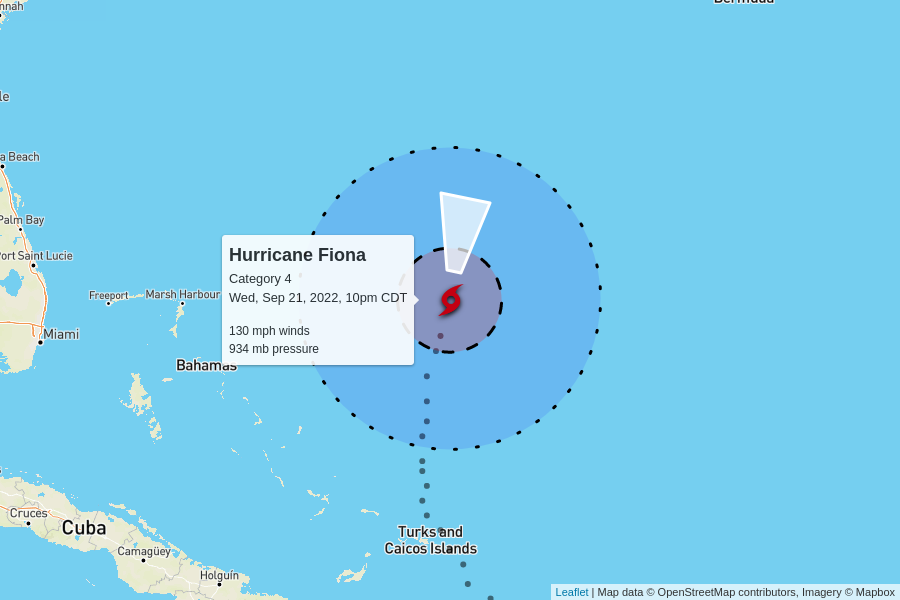 nnah
Bermuda
le
a Beach
Palm Bay
Port Saint Lucie
Freeport
Marsh Harbour
Miami
Bahamas
Hurricane Fiona
Category 4
Wed, Sep 21, 2022, 10pm CDT
130 mph winds
934 mb pressure
Cruces
Cuba
Camagüey
Holguín
Turks and
Caicos Islands
Leaflet | Map data © OpenStreetMap contributors, Imagery © Mapbox